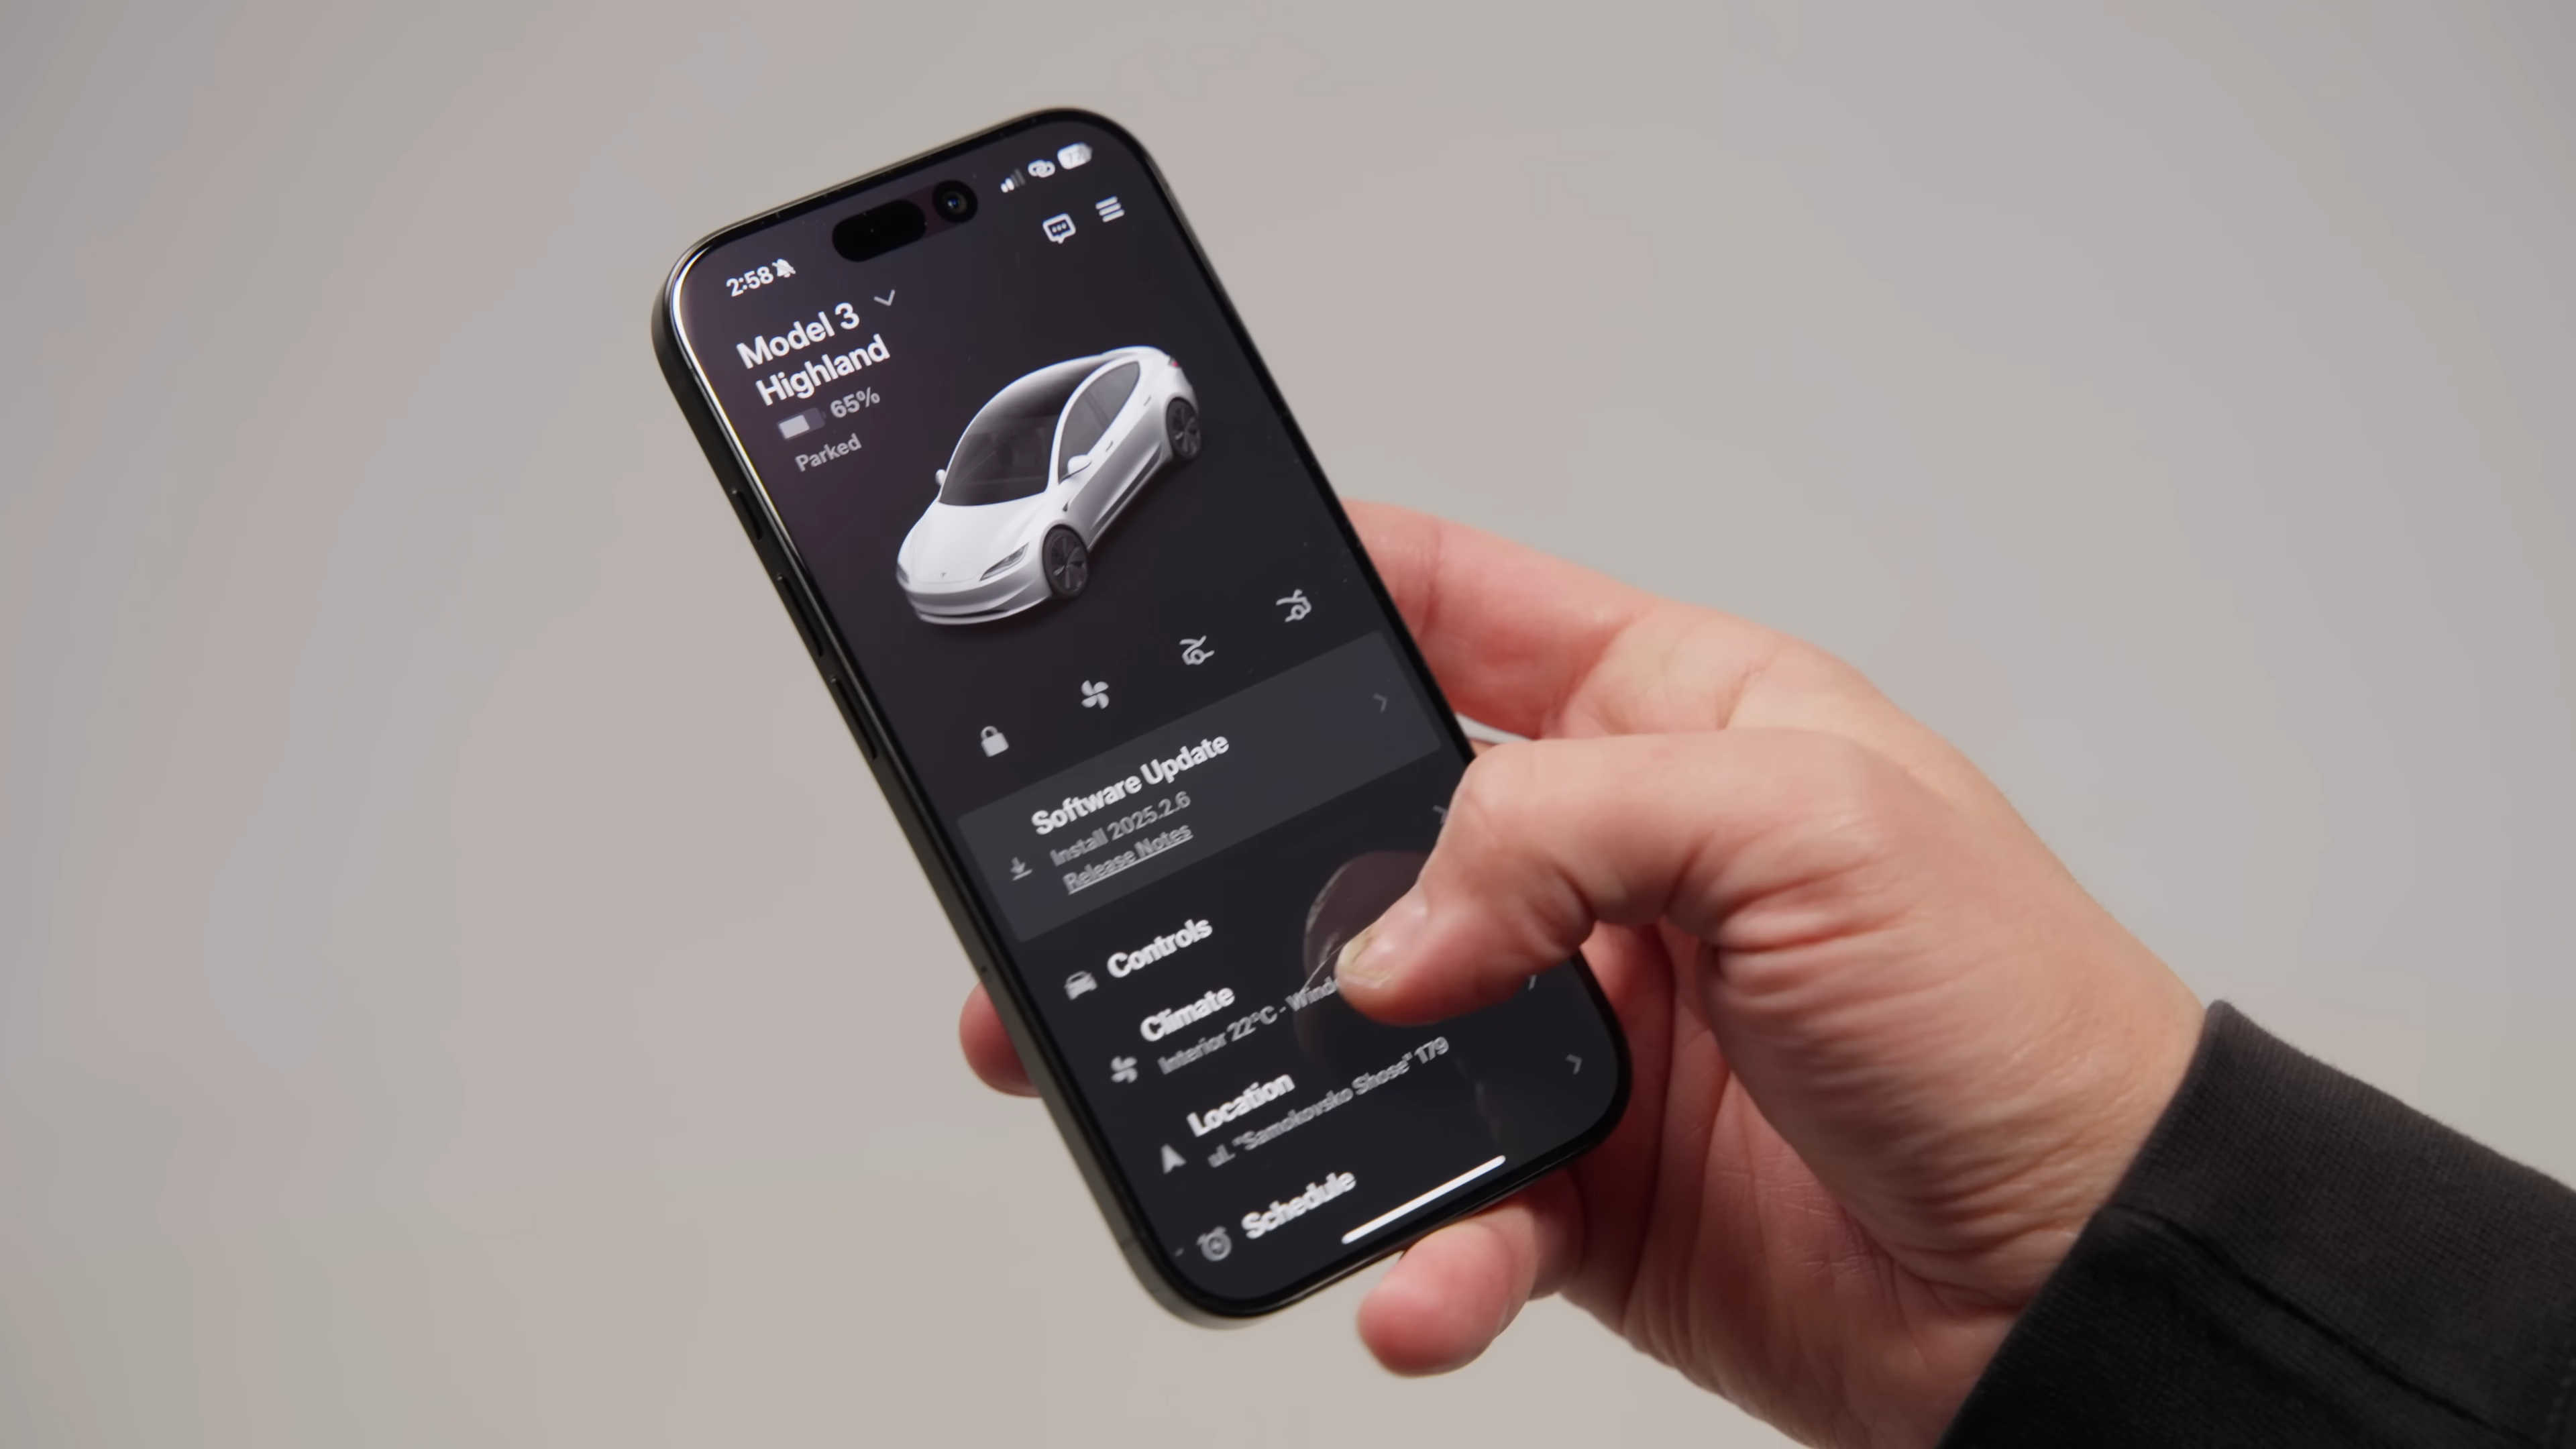 2:58
Model 3
Highland
65%
Parked
Software Update
Install 2025.2.6
Release Notes
Controls
Climate
Interior 22°C -
Location
ul. "Samokovsko Shose" 179
Schedule